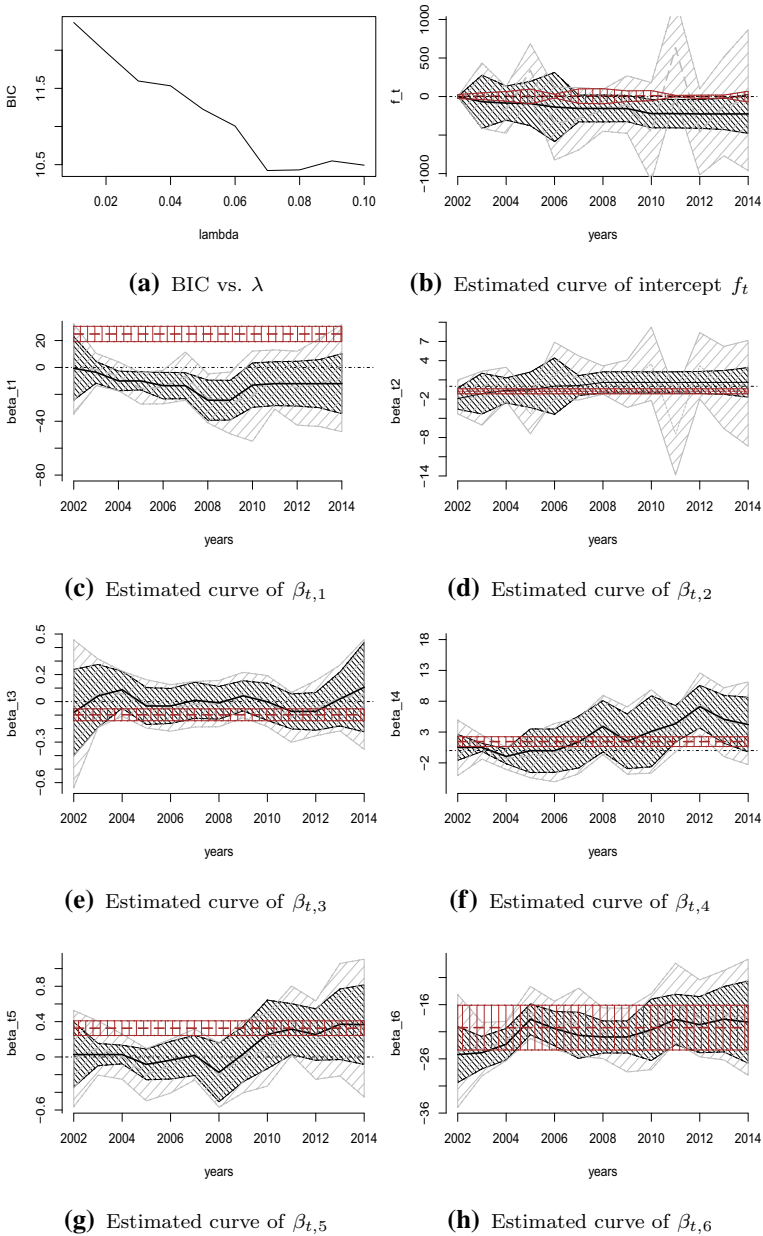 BIC
11.5
10.5
0.02 0.04 0.06 0.08 0.10
lambda
(a) BIC vs. λ
f_t
1000
500
0
-1000
2002 2004 2006 2008 2010 2012 2014
years
(b) Estimated curve of intercept f_t
beta_t1
20
0
-40
-80
2002 2004 2006 2008 2010 2012 2014
years
(c) Estimated curve of β_{t,1}
beta_t2
7
4
-2
-8
-14
2002 2004 2006 2008 2010 2012 2014
years
(d) Estimated curve of β_{t,2}
beta_t3
0.5
0.2
0
-0.3
-0.6
2002 2004 2006 2008 2010 2012 2014
years
(e) Estimated curve of β_{t,3}
beta_t4
18
13
8
3
-2
2002 2004 2006 2008 2010 2012 2014
years
(f) Estimated curve of β_{t,4}
beta_t5
0.8
0.4
0
-0.6
2002 2004 2006 2008 2010 2012 2014
years
(g) Estimated curve of β_{t,5}
beta_t6
-16
-26
-36
2002 2004 2006 2008 2010 2012 2014
years
(h) Estimated curve of β_{t,6}